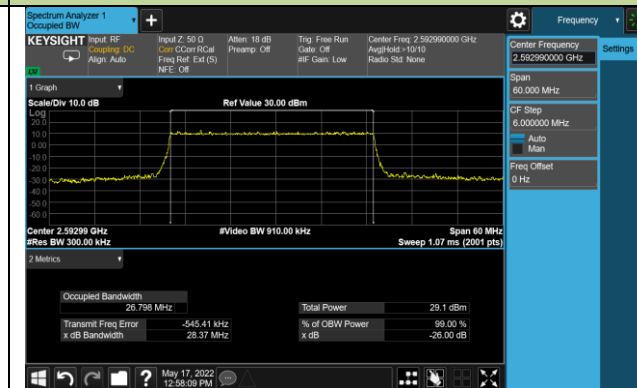 Spectrum Analyzer 1
Occupied BW
+
Frequency
KEYSIGHT
Input: RF
Coupling: DC
Align: Auto
Input Z: 50 Ω
Corr CCorr RCal
Freq Ref: Ext (S)
NFE: Off
Atten: 18 dB
Preamp: Off
Trig: Free Run
Gate: Off
#IF Gain: Low
Center Freq: 2.592990000 GHz
Avg|Hold:>10/10
Radio Std: None
LW
Center Frequency
2.592990000 GHz
Settings
Span
60.000 MHz
CF Step
6.000000 MHz
Auto
Man
Freq Offset
0 Hz
1 Graph
Scale/Div 10.0 dB
Ref Value 30.00 dBm
Log
20.0
10.0
0.00
-10.0
-20.0
-30.0
-40.0
-50.0
-60.0
Center 2.59299 GHz
#Video BW 910.00 kHz
Span 60 MHz
#Res BW 300.00 kHz
Sweep 1.07 ms (2001 pts)
2 Metrics
Occupied Bandwidth
26.798 MHz
Total Power 29.1 dBm
Transmit Freq Error -545.41 kHz
% of OBW Power 99.00 %
x dB Bandwidth 28.37 MHz
x dB -26.00 dB
?
May 17, 2022
12:58:09 PM